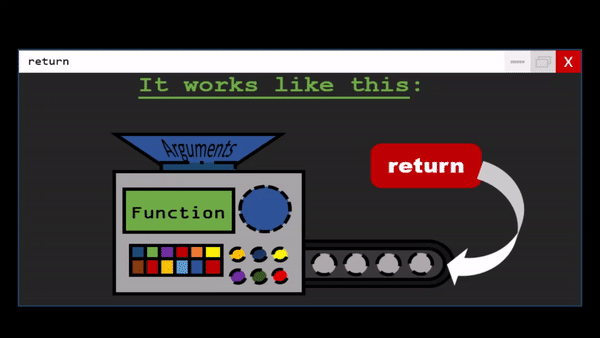 return
X
It works like this:
Arguments
return
Function